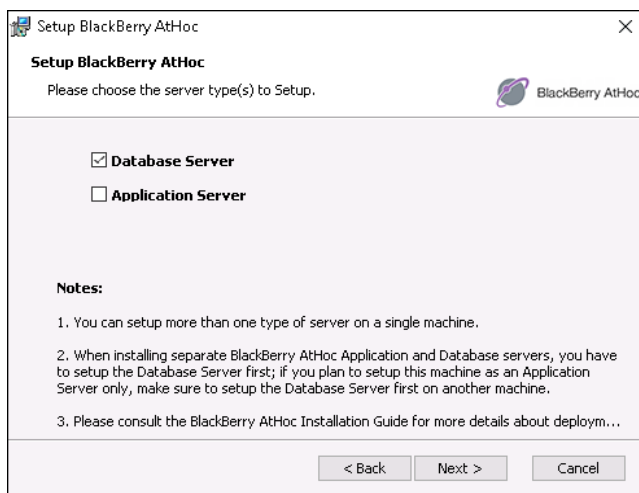 Setup BlackBerry AtHoc
Setup BlackBerry AtHoc
Please choose the server type(s) to Setup.
BlackBerry AtHoc
Database Server
Application Server
Notes:
1. You can setup more than one type of server on a single machine.
2. When installing separate BlackBerry AtHoc Application and Database servers, you have
to setup the Database Server first; if you plan to setup this machine as an Application
Server only, make sure to setup the Database Server first on another machine.
3. Please consult the BlackBerry AtHoc Installation Guide for more details about deploym...
< Back Next > Cancel